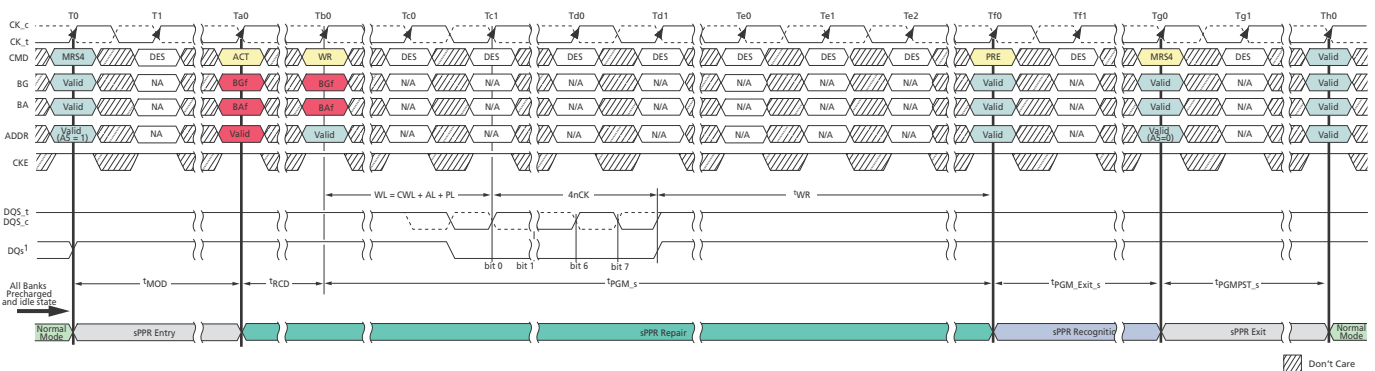 T0 T1 Ta0 Tb0 Tc0 Tc1 Td0 Td1 Te0 Te1 Te2 Tf0 Tf1 Tg0 Tg1 Th0
CK_c
CK_t
CMD MRS4 DES ACT WR DES DES DES DES DES DES DES PRE DES MRS4 DES Valid
BG Valid NA BGf BGf N/A N/A N/A N/A N/A N/A N/A Valid N/A Valid N/A Valid
BA Valid NA BAf BAf N/A N/A N/A N/A N/A N/A N/A Valid N/A Valid N/A Valid
ADDR Valid (A5 = 1) NA Valid Valid N/A N/A N/A N/A N/A N/A N/A Valid N/A Valid (A5=0) N/A Valid
CKE
WL = CWL + AL + PL 4nCK tWR
DQS_t
DQS_c
DQs1
bit 0 bit 1 bit 6 bit 7
All Banks
Precharged
and idle state
tMOD tRCD tPGM_s tPGM_Exit_s tPGMPST_s
Normal Mode sPPR Entry sPPR Repair sPPR Recognitic sPPR Exit Normal Mode
Don't Care